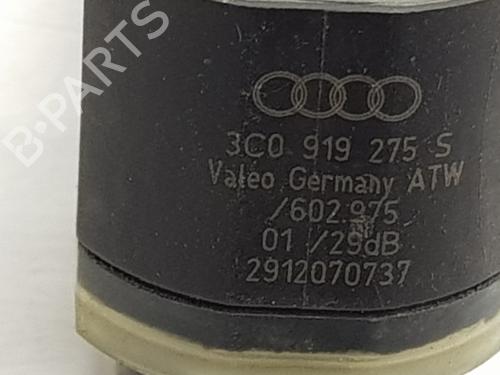 B-PARTS
3C0 919 275 S
Valeo Germany ATW
/602.975
01 /29dB
2912070737